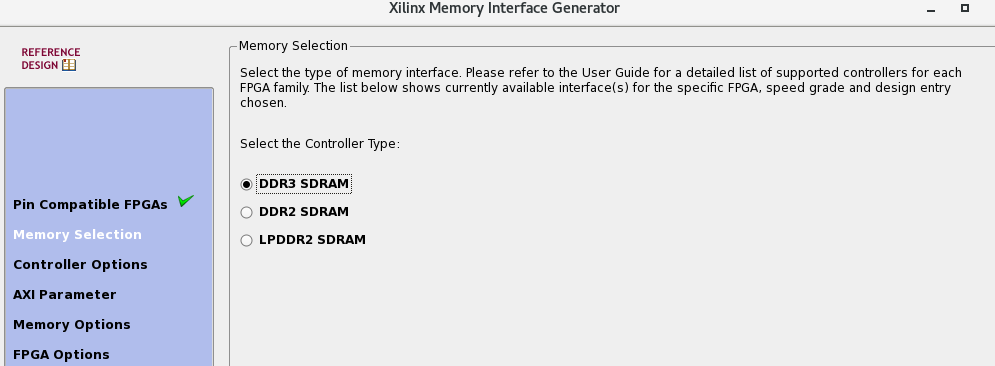 Xilinx Memory Interface Generator
REFERENCE
DESIGN
Memory Selection
Select the type of memory interface. Please refer to the User Guide for a detailed list of supported controllers for each
FPGA family. The list below shows currently available interface(s) for the specific FPGA, speed grade and design entry
chosen.
Select the Controller Type:
DDR3 SDRAM
DDR2 SDRAM
LPDDR2 SDRAM
Pin Compatible FPGAs
Memory Selection
Controller Options
AXI Parameter
Memory Options
FPGA Options